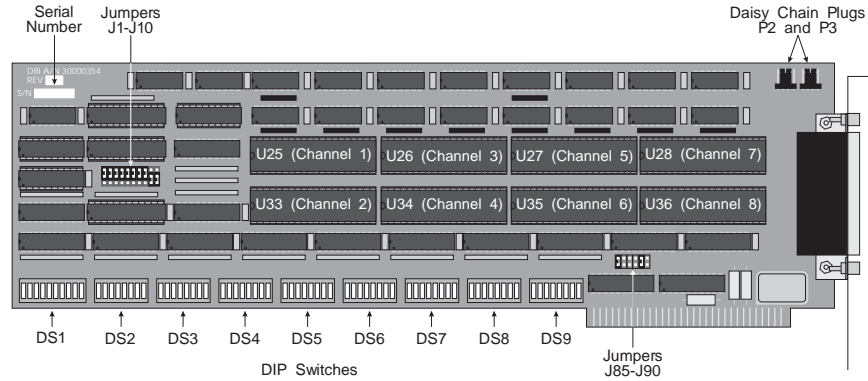 Serial
Number
Jumpers
J1-J10
Daisy Chain Plugs
P2 and P3
DBI A/N 30000354
REV
S/N
U25 (Channel 1)
U26 (Channel 3)
U27 (Channel 5)
U28 (Channel 7)
U33 (Channel 2)
U34 (Channel 4)
U35 (Channel 6)
U36 (Channel 8)
DS1
DS2
DS3
DS4
DS5
DS6
DS7
DS8
DS9
DIP Switches
Jumpers
J85-J90